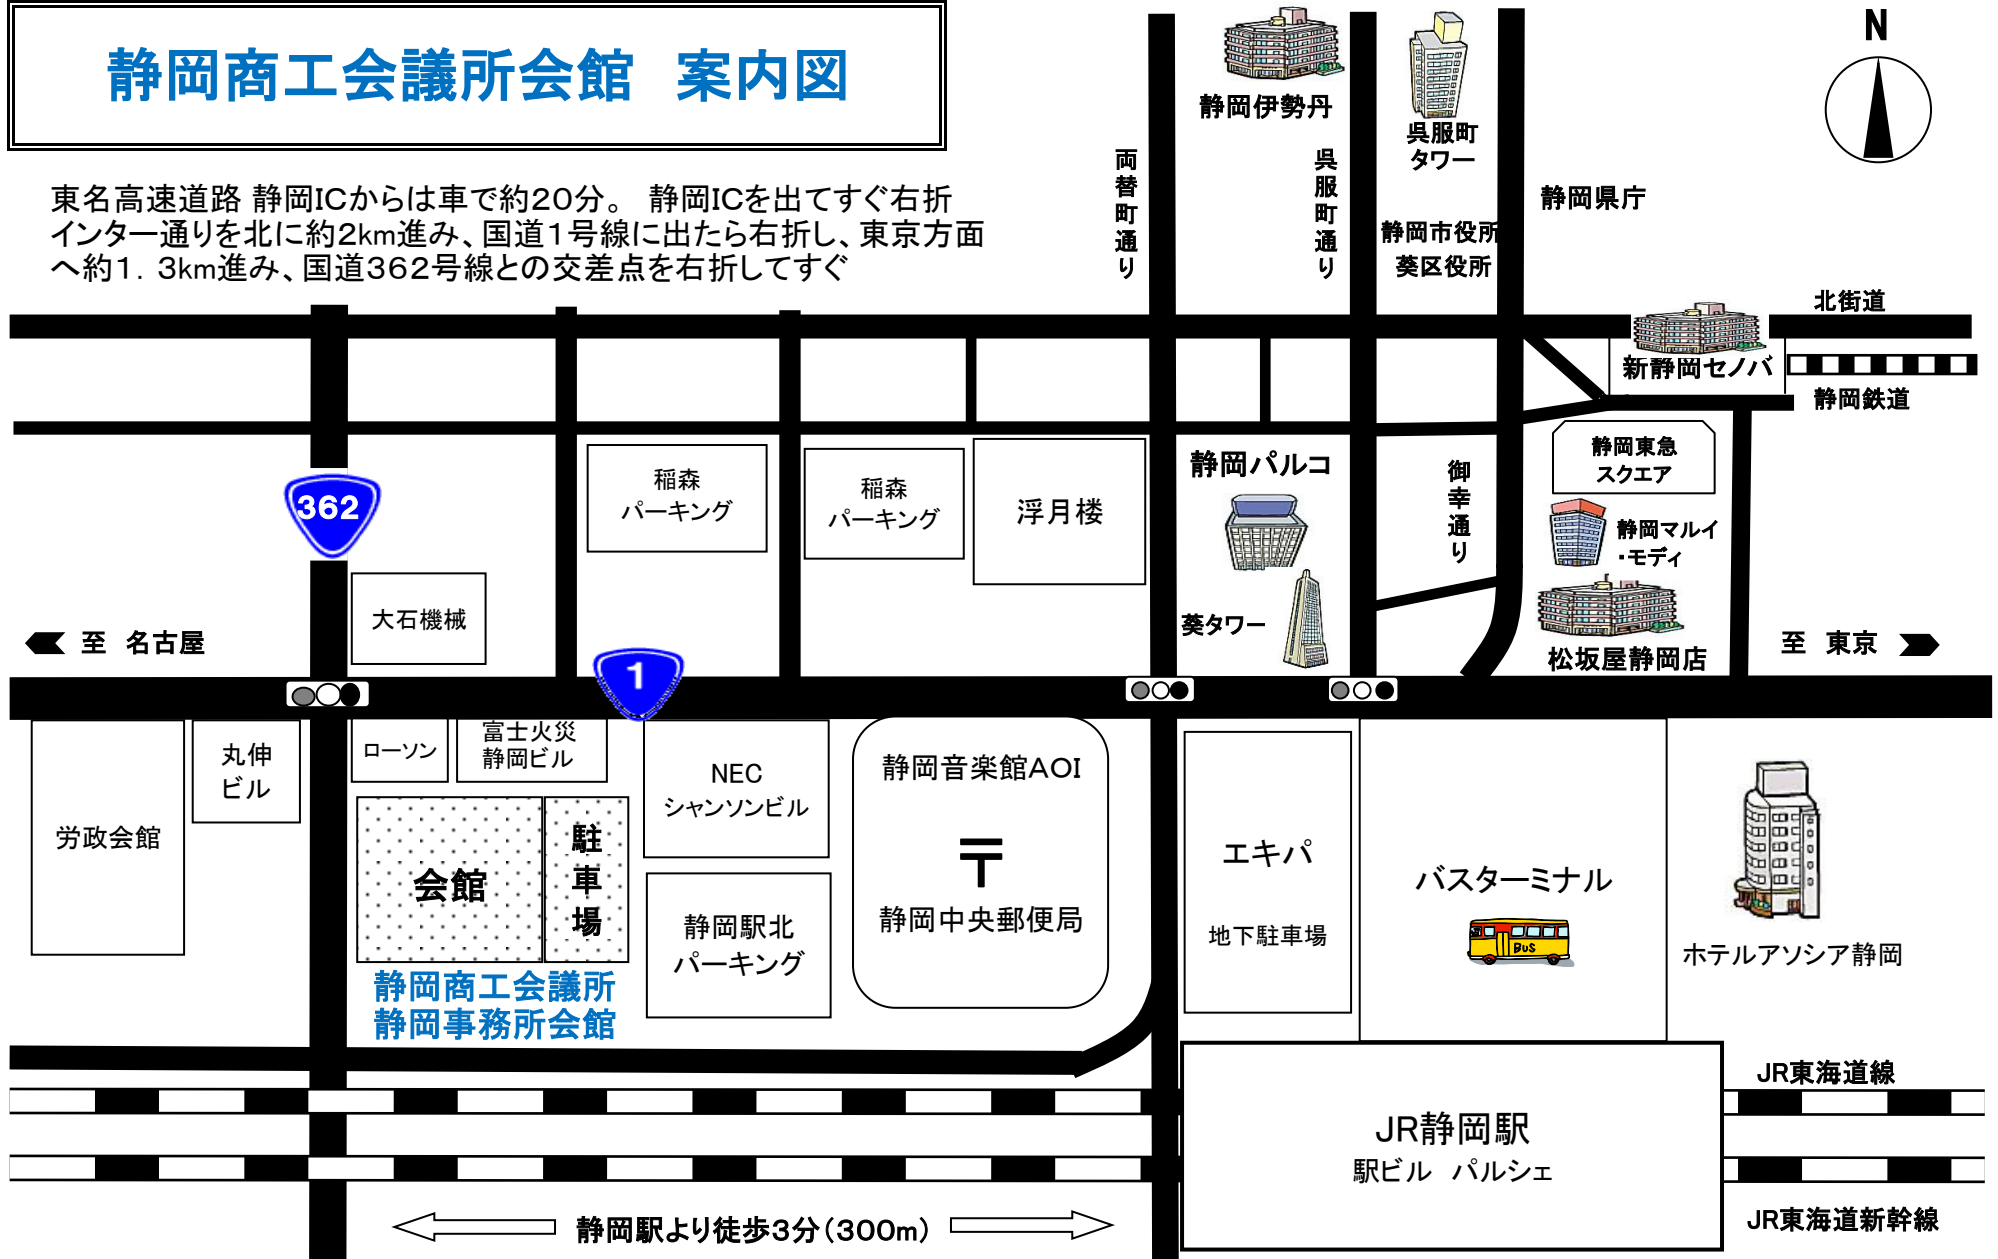 静岡商工会議所会館　案内図
東名高速道路 静岡ICからは車で約20分。 静岡ICを出てすぐ右折
インター通りを北に約2km進み、国道1号線に出たら右折し、東京方面
へ約1．3km進み、国道362号線との交差点を右折してすぐ
N
静岡伊勢丹
呉服町
タワー
両替町通り
呉服町通り
静岡県庁
静岡市役所
葵区役所
北街道
新静岡セノバ
静岡鉄道
362
稲森
パーキング
稲森
パーキング
浮月楼
静岡パルコ
御幸通り
静岡東急
スクエア
静岡マルイ
・モディ
大石機械
葵タワー
松坂屋静岡店
至　名古屋
1
至　東京
労政会館
丸伸
ビル
ローソン
富士火災
静岡ビル
NEC
シャンソンビル
静岡音楽館AOI
〒
静岡中央郵便局
エキパ
地下駐車場
バスターミナル
BUS
ホテルアソシア静岡
会館
駐車場
静岡駅北
パーキング
静岡商工会議所
静岡事務所会館
JR東海道線
JR静岡駅
駅ビル　パルシェ
JR東海道新幹線
静岡駅より徒歩3分（300m）